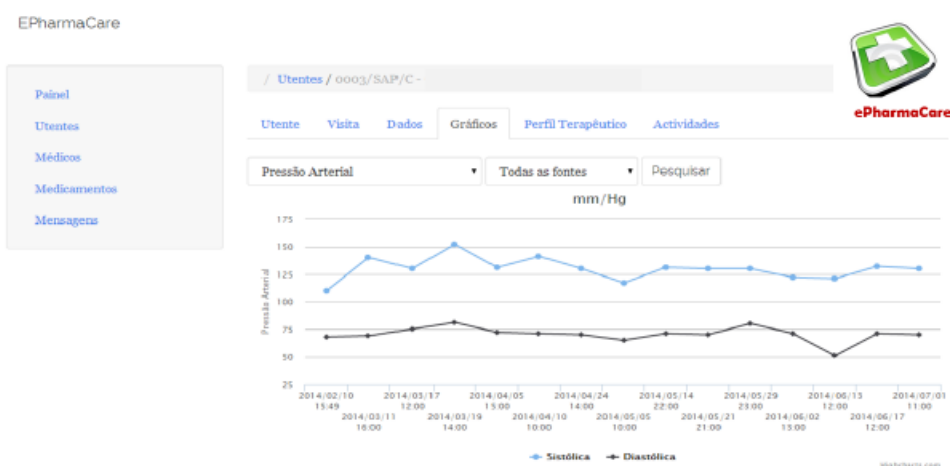 EPharmaCare
ePharmaCare
Painel
Utentes
Médicos
Medicamentos
Mensagens
/ Utentes / 0003/SAP/C -
Utente Visita Dados Gráficos Perfil Terapêutico Actividades
Pressão Arterial Todas as fontes Pesquisar
mm/Hg
Pressão Arterial
175
150
125
100
75
50
25
2014/02/10 15:49
2014/03/11 16:00
2014/03/17 12:00
2014/03/19 14:00
2014/04/05 15:00
2014/04/10 10:00
2014/04/24 14:00
2014/05/05 10:00
2014/05/14 22:00
2014/05/21 21:00
2014/05/29 23:00
2014/06/02 13:00
2014/06/13 12:00
2014/06/17 12:00
2014/07/01 11:00
Sistólica Diastólica